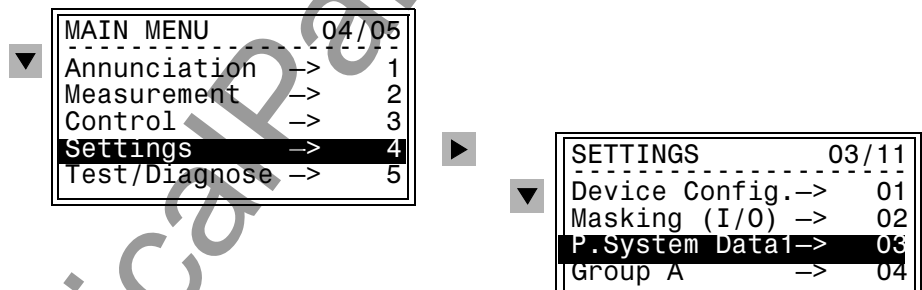 MAIN MENU 04/05
Annunciation —> 1
Measurement —> 2
Control —> 3
Settings —> 4
Test/Diagnose —> 5
SETTINGS 03/11
Device Config.—> 01
Masking (I/O) —> 02
P.System Data1—> 03
Group A —> 04